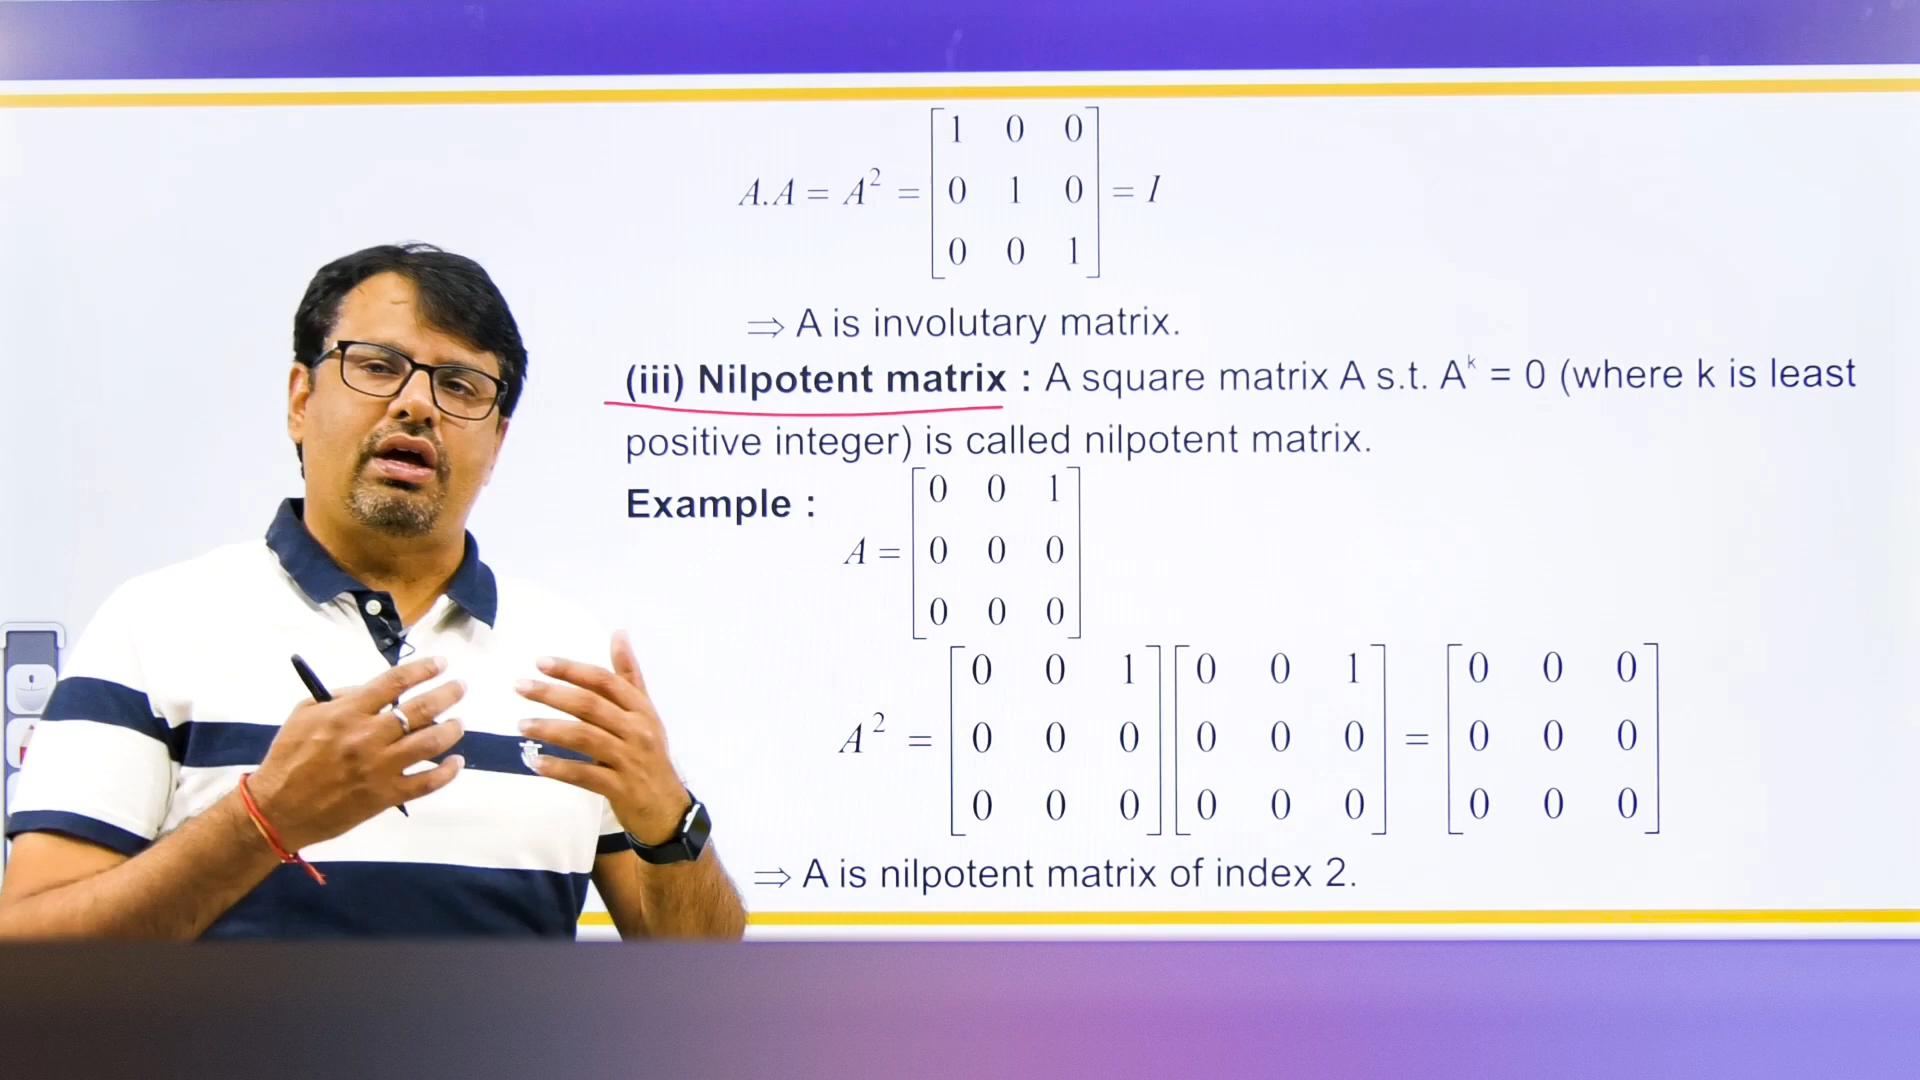 1 0 0
A.A = A² = 0 1 0 = I
0 0 1
⇒ A is involutary matrix.
(iii) Nilpotent matrix : A square matrix A s.t. Aᵏ = 0 (where k is least
positive integer) is called nilpotent matrix.
Example :
0 0 1
A = 0 0 0
0 0 0
0 0 1 0 0 1 0 0 0
A² = 0 0 0 0 0 0 = 0 0 0
0 0 0 0 0 0 0 0 0
⇒ A is nilpotent matrix of index 2.